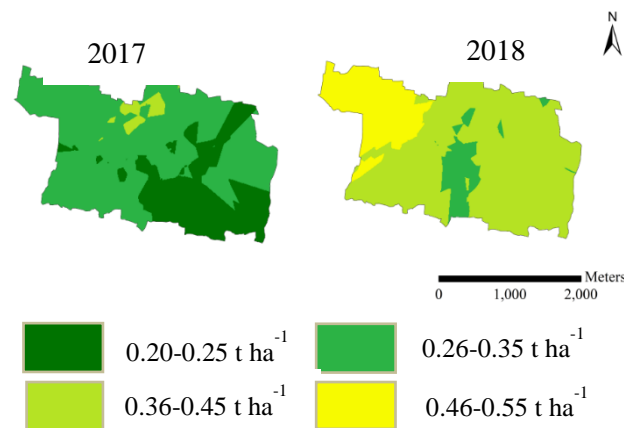 N
2017
2018
Meters
0 1,000 2,000
0.20-0.25 t ha⁻¹
0.26-0.35 t ha⁻¹
0.36-0.45 t ha⁻¹
0.46-0.55 t ha⁻¹